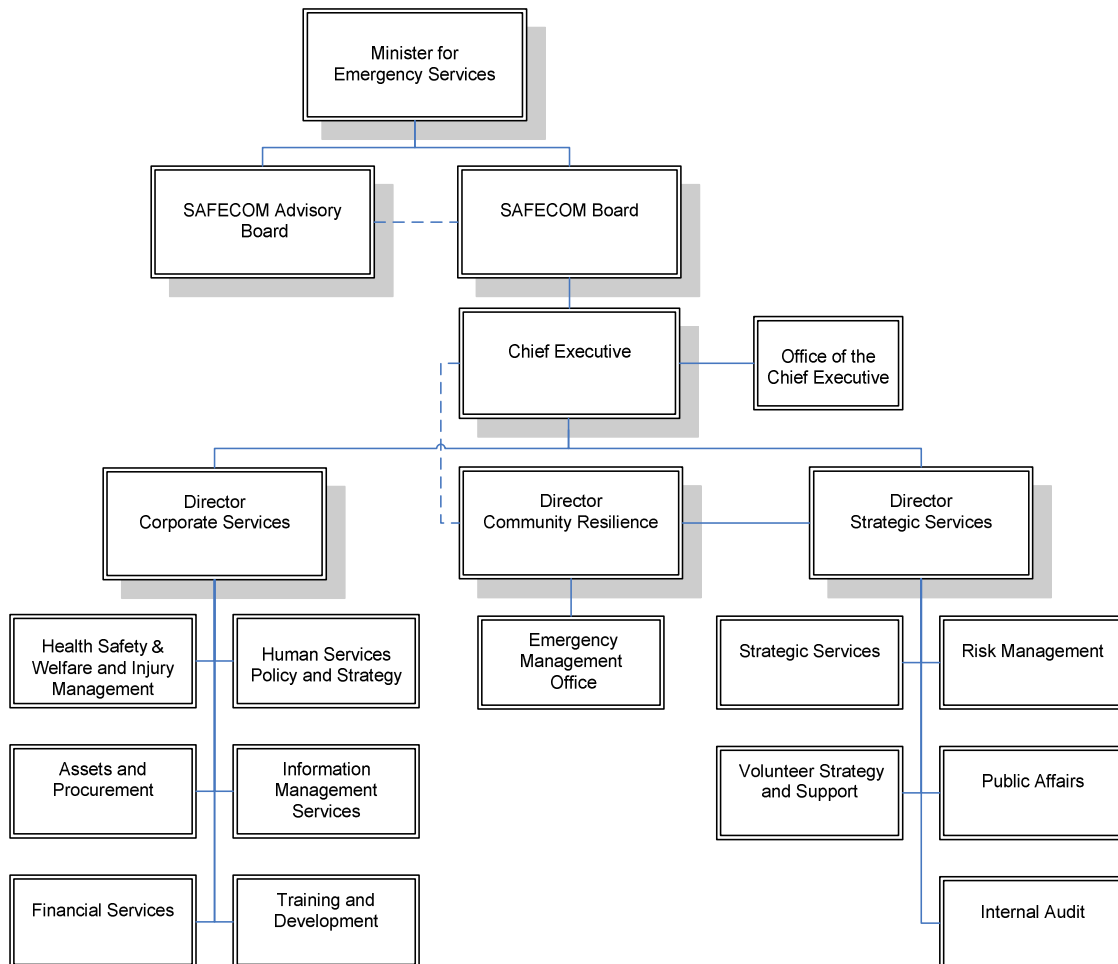 Minister for
Emergency Services
SAFECOM Advisory
Board
SAFECOM Board
Chief Executive
Office of the
Chief Executive
Director
Corporate Services
Director
Community Resilience
Director
Strategic Services
Health Safety &
Welfare and Injury
Management
Human Services
Policy and Strategy
Emergency
Management
Office
Strategic Services
Risk Management
Assets and
Procurement
Information
Management
Services
Volunteer Strategy
and Support
Public Affairs
Financial Services
Training and
Development
Internal Audit